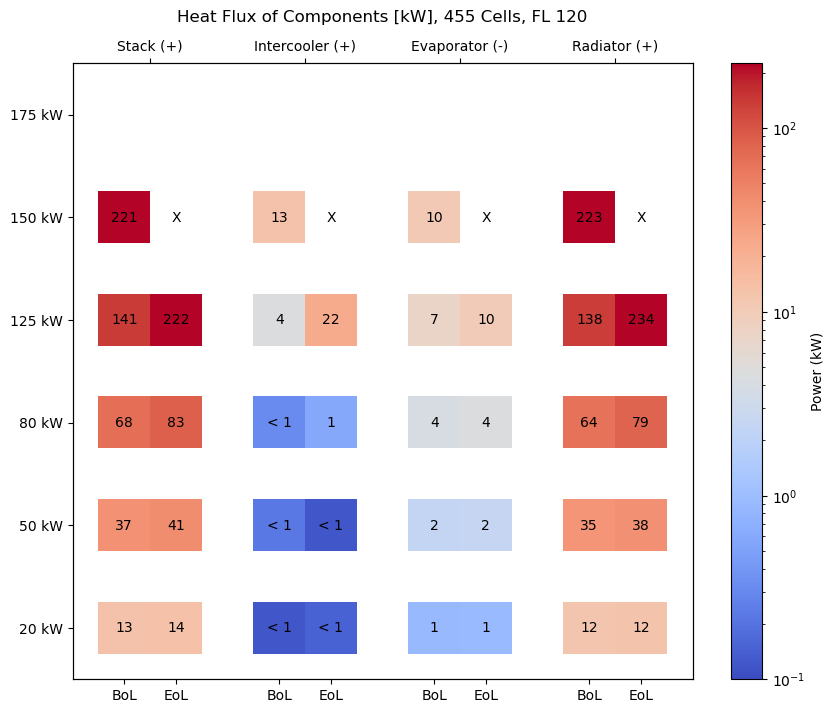 Heat Flux of Components [kW], 455 Cells, FL 120
Stack (+) Intercooler (+) Evaporator (-) Radiator (+)
175 kW
150 kW 221 X 13 X 10 X 223 X
125 kW 141 222 4 22 7 10 138 234
80 kW 68 83 < 1 1 4 4 64 79
50 kW 37 41 < 1 < 1 2 2 35 38
20 kW 13 14 < 1 < 1 1 1 12 12
BoL EoL BoL EoL BoL EoL BoL EoL
10²
10¹
10⁰
10⁻¹
Power (kW)